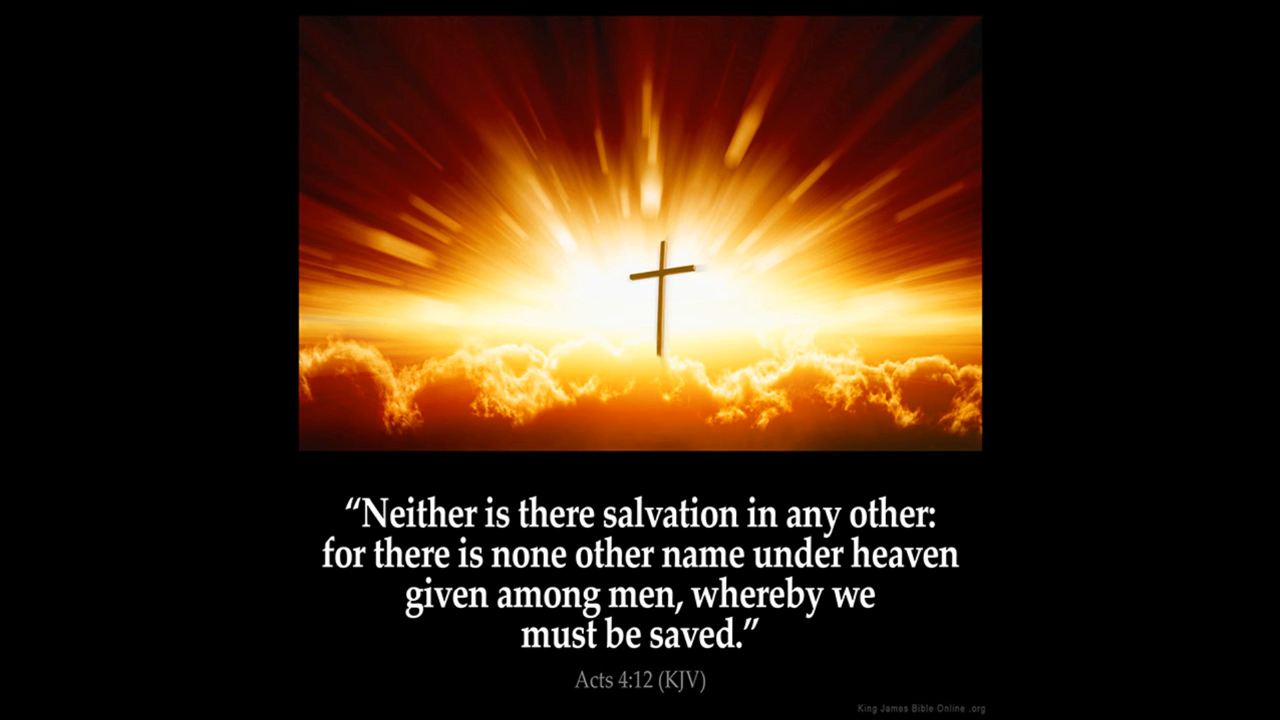 “Neither is there salvation in any other:
for there is none other name under heaven
given among men, whereby we
must be saved.”
Acts 4:12 (KJV)
King James Bible Online .org